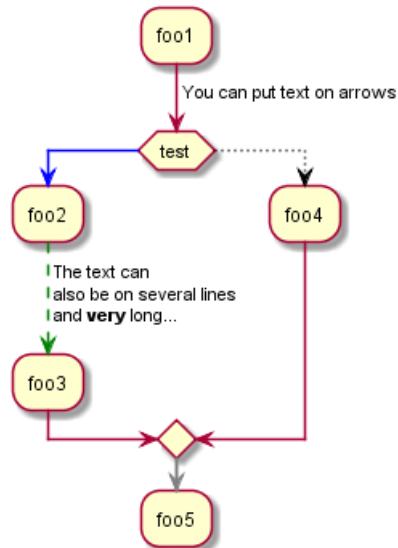 foo1
You can put text on arrows
test
foo2
foo4
The text can
also be on several lines
and very long...
foo3
foo5